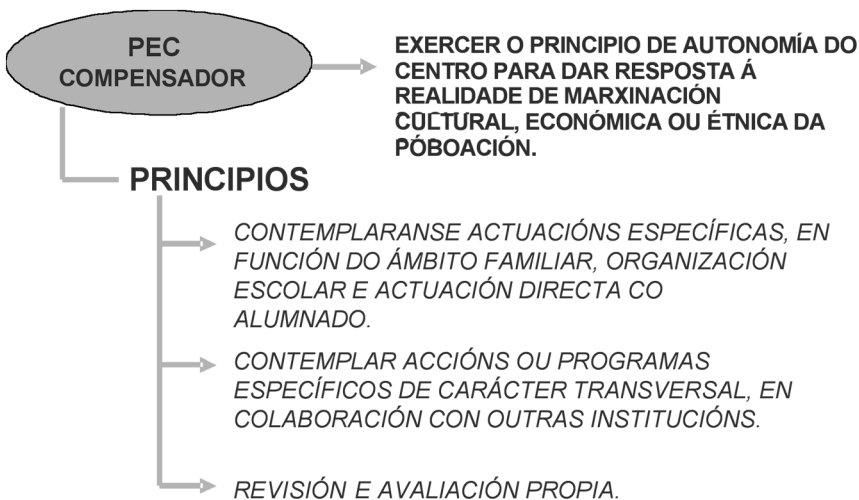 PEC
COMPENSADOR
EXERCER O PRINCIPIO DE AUTONOMÍA DO
CENTRO PARA DAR RESPOSTA Á
REALIDADE DE MARXINACIÓN
CULTURAL, ECONÓMICA OU ÉTNICA DA
PÓBOACIÓN.
PRINCIPIOS
CONTEMPLARANSE ACTUACIÓNS ESPECÍFICAS, EN
FUNCIÓN DO ÁMBITO FAMILIAR, ORGANIZACIÓN
ESCOLAR E ACTUACIÓN DIRECTA CO
ALUMNADO.
CONTEMPLAR ACCIÓNS OU PROGRAMAS
ESPECÍFICOS DE CARÁCTER TRANSVERSAL, EN
COLABORACIÓN CON OUTRAS INSTITUCIÓNS.
REVISIÓN E AVALIACIÓN PROPIA.